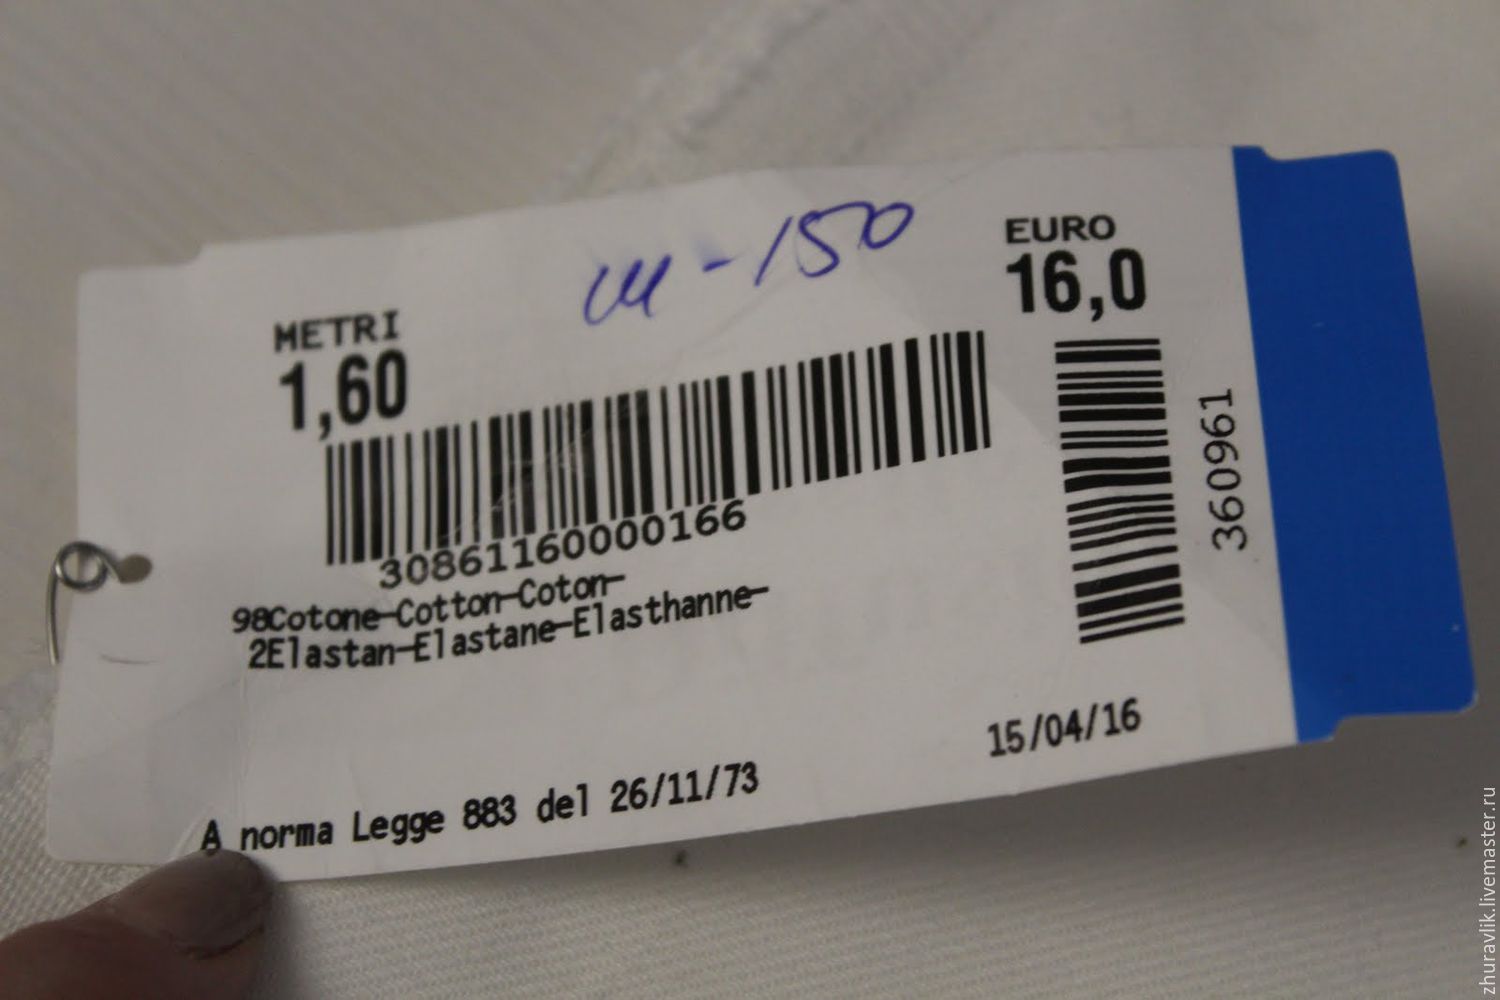 ш-150
EURO
16,0
METRI
1,60
30861160000166
360961
98Cotone-Cotton-Coton-
2Elastan-Elastane-Elasthanne-
15/04/16
A norma Legge 883 del 26/11/73
zhuravlik.livemaster.ru